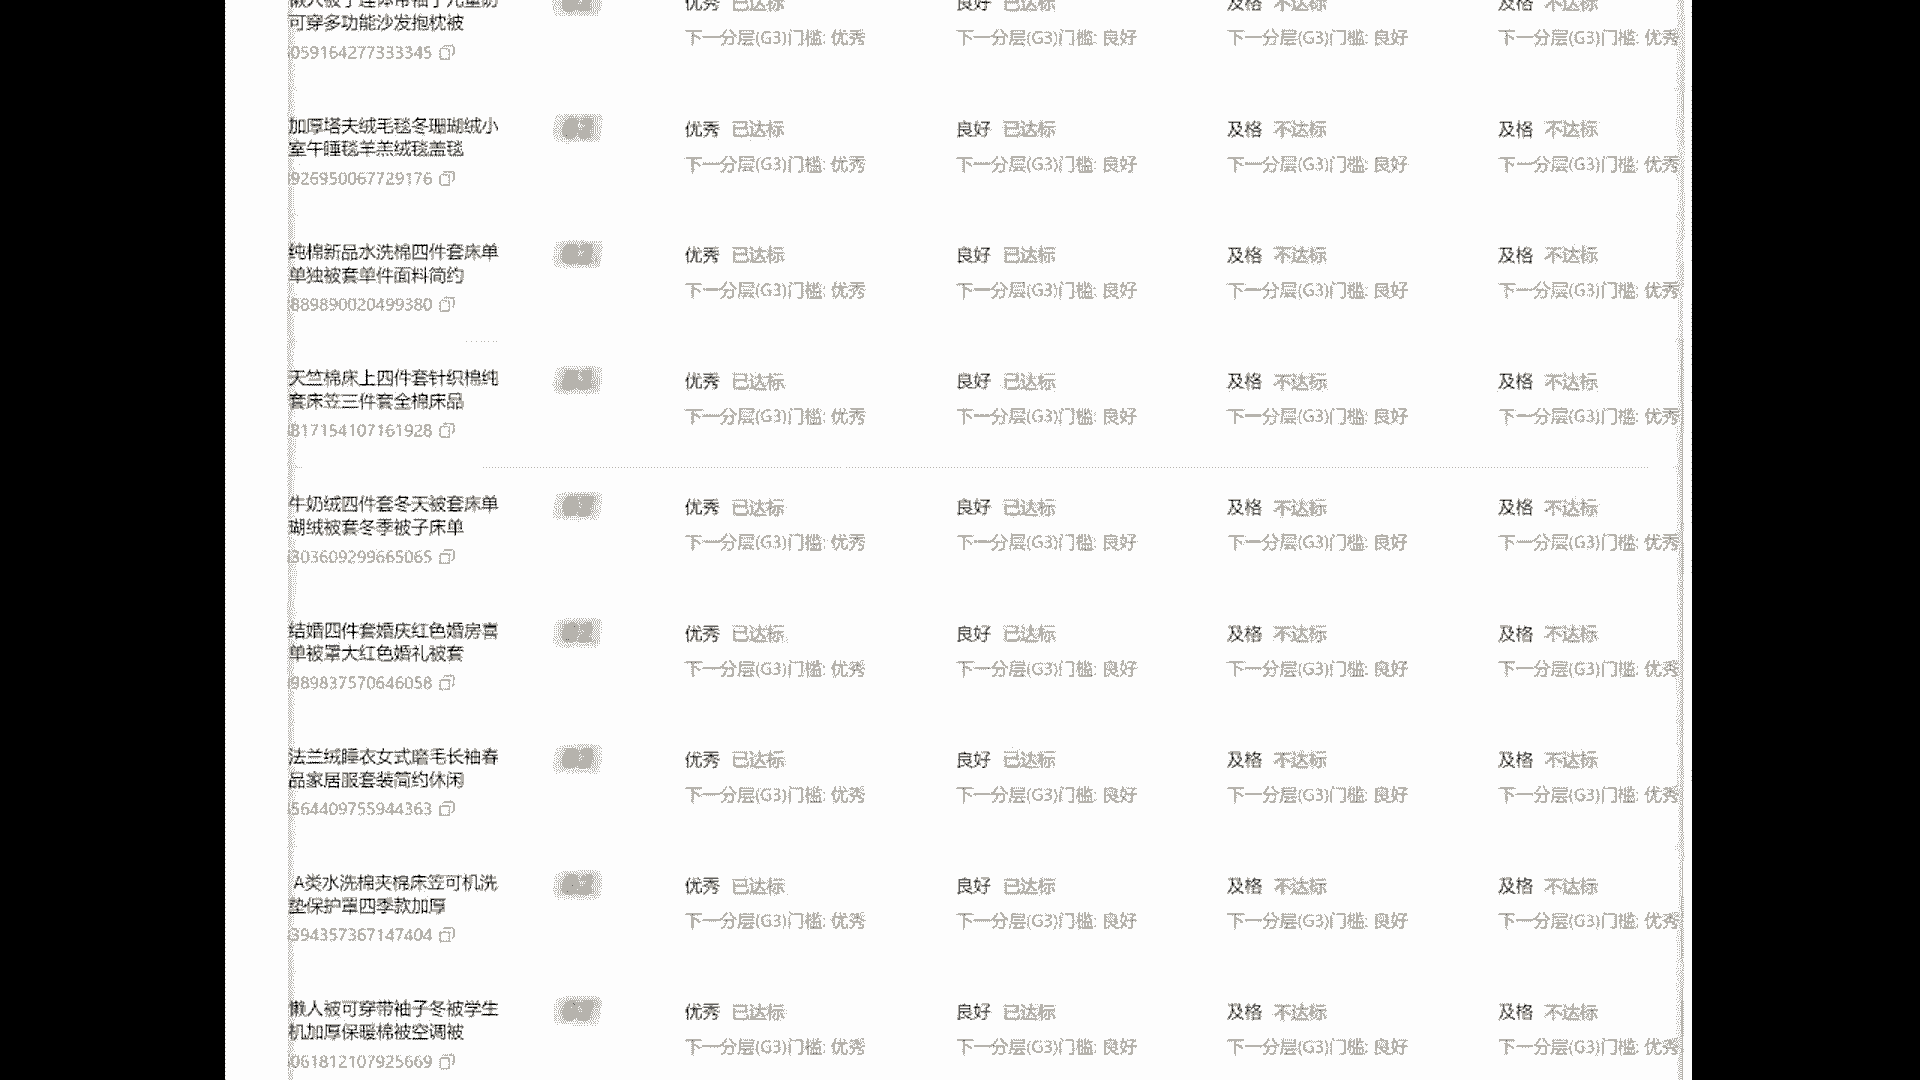 可穿多功能沙发抱枕被
059164277333345
优秀 已达标 良好 已达标 及格 不达标 及格 不达标
下一分层(G3)门槛: 优秀 下一分层(G3)门槛: 良好 下一分层(G3)门槛: 良好 下一分层(G3)门槛: 优秀
加厚塔夫绒毛毯冬珊瑚绒小
室午睡毯羊羔绒毯盖毯
926950067729176
优秀 已达标 良好 已达标 及格 不达标 及格 不达标
下一分层(G3)门槛: 优秀 下一分层(G3)门槛: 良好 下一分层(G3)门槛: 良好 下一分层(G3)门槛: 优秀
纯棉新品水洗棉四件套床单
单独被套单件面料简约
889890020499380
优秀 已达标 良好 已达标 及格 不达标 及格 不达标
下一分层(G3)门槛: 优秀 下一分层(G3)门槛: 良好 下一分层(G3)门槛: 良好 下一分层(G3)门槛: 优秀
天竺棉床上四件套针织棉纯
套床笠三件套全棉床品
817154107161928
优秀 已达标 良好 已达标 及格 不达标 及格 不达标
下一分层(G3)门槛: 优秀 下一分层(G3)门槛: 良好 下一分层(G3)门槛: 良好 下一分层(G3)门槛: 优秀
牛奶绒四件套冬天被套床单
瑚绒被套冬季被子床单
303609299665065
优秀 已达标 良好 已达标 及格 不达标 及格 不达标
下一分层(G3)门槛: 优秀 下一分层(G3)门槛: 良好 下一分层(G3)门槛: 良好 下一分层(G3)门槛: 优秀
结婚四件套婚庆红色婚房喜
单被罩大红色婚礼被套
989837570646058
优秀 已达标 良好 已达标 及格 不达标 及格 不达标
下一分层(G3)门槛: 优秀 下一分层(G3)门槛: 良好 下一分层(G3)门槛: 良好 下一分层(G3)门槛: 优秀
法兰绒睡衣女式磨毛长袖春
品家居服套装简约休闲
564409755944363
优秀 已达标 良好 已达标 及格 不达标 及格 不达标
下一分层(G3)门槛: 优秀 下一分层(G3)门槛: 良好 下一分层(G3)门槛: 良好 下一分层(G3)门槛: 优秀
A类水洗棉夹棉床笠可机洗
垫保护罩四季款加厚
394357367147404
优秀 已达标 良好 已达标 及格 不达标 及格 不达标
下一分层(G3)门槛: 优秀 下一分层(G3)门槛: 良好 下一分层(G3)门槛: 良好 下一分层(G3)门槛: 优秀
懒人被可穿带袖子冬被学生
机加厚保暖棉被空调被
061812107925669
优秀 已达标 良好 已达标 及格 不达标 及格 不达标
下一分层(G3)门槛: 优秀 下一分层(G3)门槛: 良好 下一分层(G3)门槛: 良好 下一分层(G3)门槛: 优秀